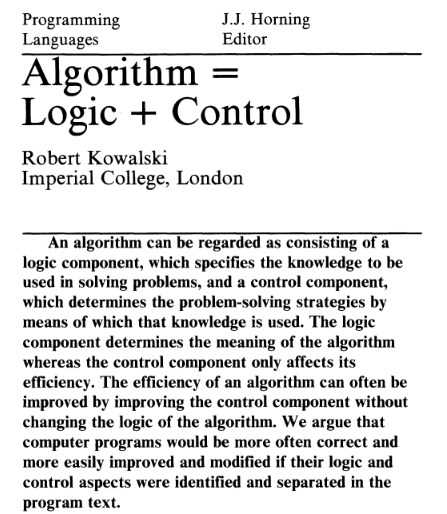 Programming Languages
J.J. Horning Editor
Algorithm =
Logic + Control
Robert Kowalski
Imperial College, London
An algorithm can be regarded as consisting of a
logic component, which specifies the knowledge to be
used in solving problems, and a control component,
which determines the problem-solving strategies by
means of which that knowledge is used. The logic
component determines the meaning of the algorithm
whereas the control component only affects its
efficiency. The efficiency of an algorithm can often be
improved by improving the control component without
changing the logic of the algorithm. We argue that
computer programs would be more often correct and
more easily improved and modified if their logic and
control aspects were identified and separated in the
program text.